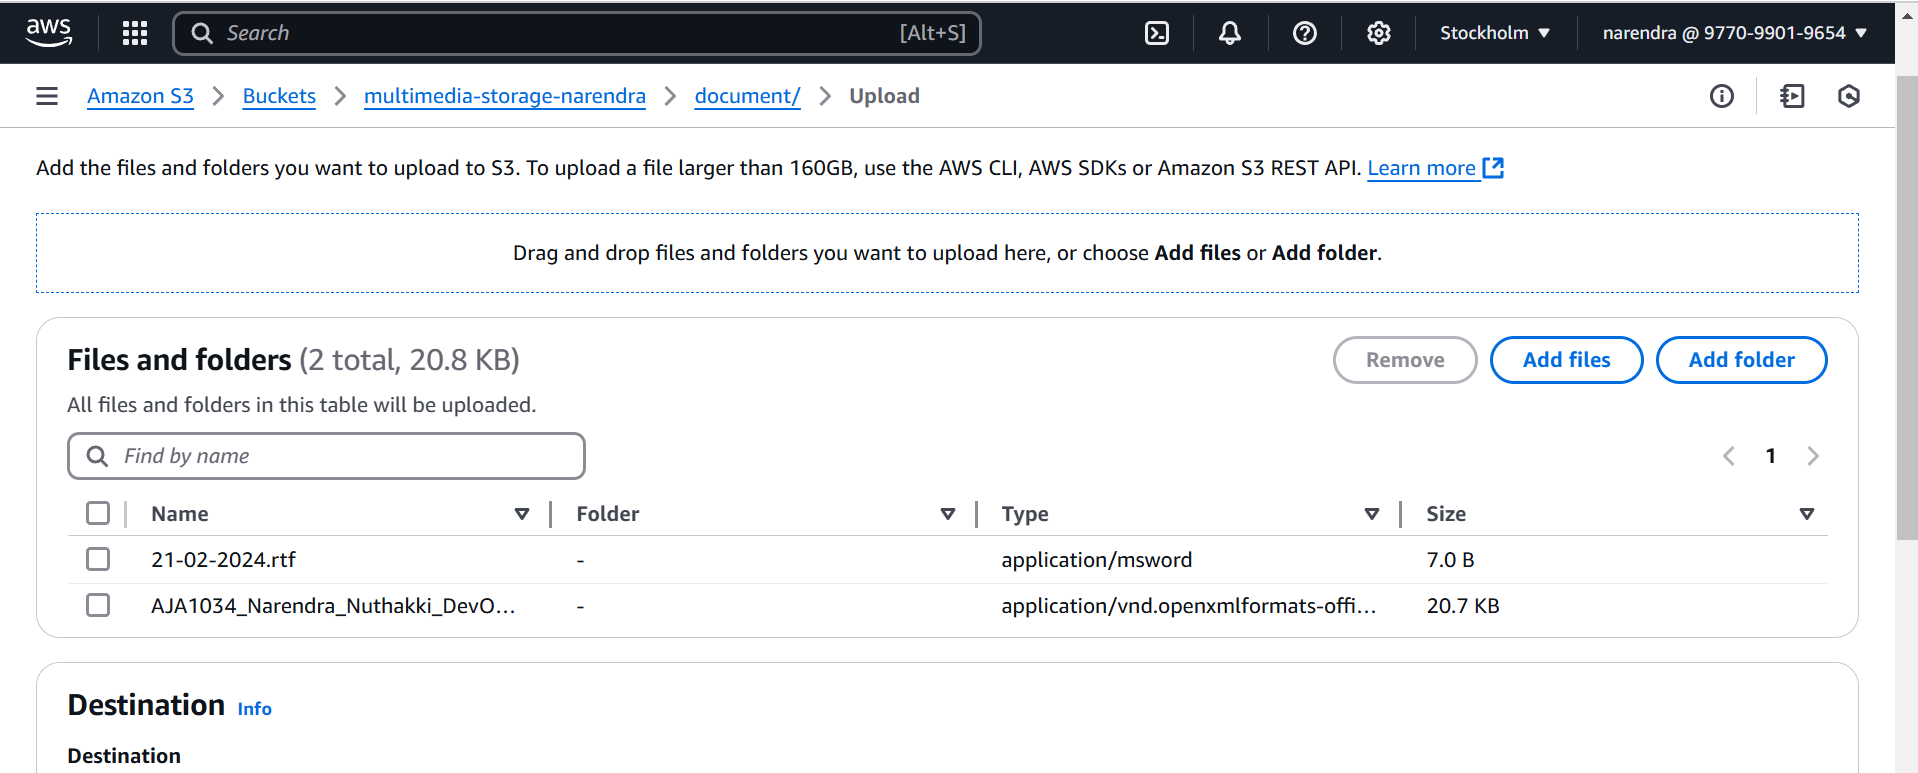 aws Search [Alt+S] Stockholm narendra @ 9770-9901-9654
Amazon S3 Buckets multimedia-storage-narendra document/ Upload
Add the files and folders you want to upload to S3. To upload a file larger than 160GB, use the AWS CLI, AWS SDKs or Amazon S3 REST API. Learn more
Drag and drop files and folders you want to upload here, or choose Add files or Add folder.
Files and folders (2 total, 20.8 KB) Remove Add files Add folder
All files and folders in this table will be uploaded.
Find by name 1
Name Folder Type Size
21-02-2024.rtf - application/msword 7.0 B
AJA1034_Narendra_Nuthakki_DevO... - application/vnd.openxmlformats-offi... 20.7 KB
Destination Info
Destination